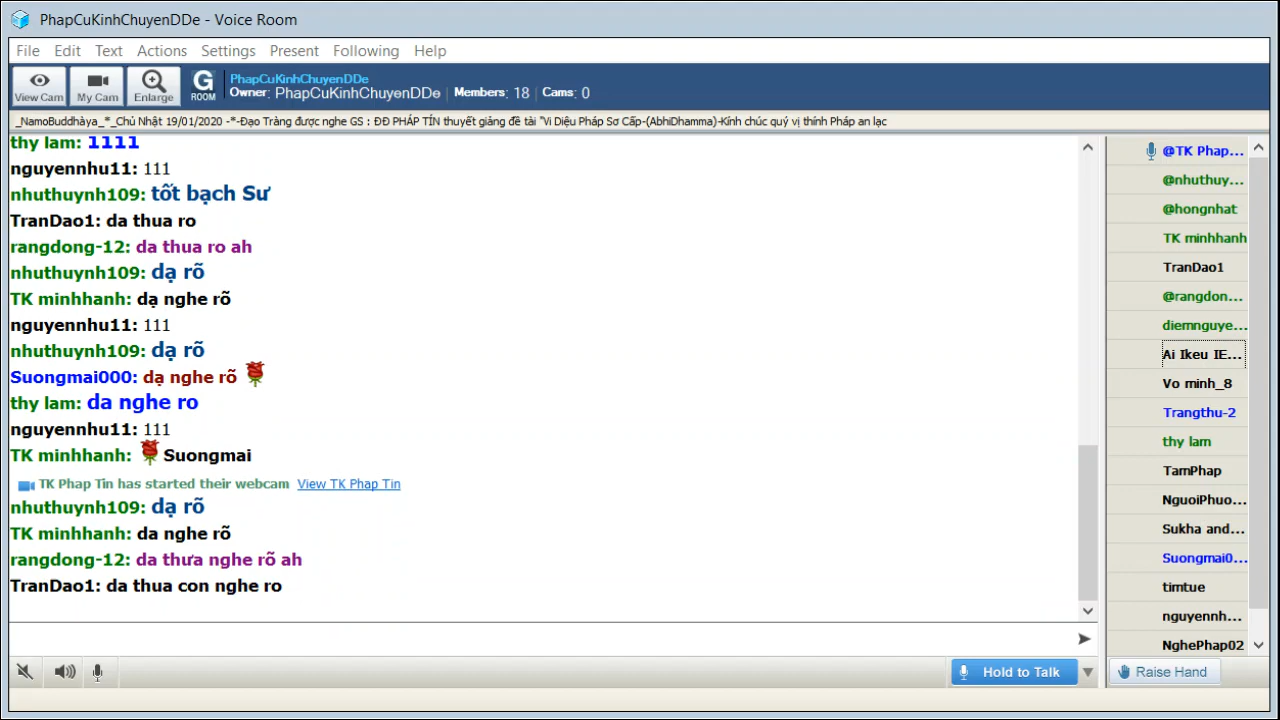 PhapCuKinhChuyenDDe - Voice Room
File Edit Text Actions Settings Present Following Help
View Cam My Cam Enlarge G ROOM
PhapCuKinhChuyenDDe
Owner: PhapCuKinhChuyenDDe Members: 18 Cams: 0
_NamoBuddhàya_*_Chủ Nhật 19/01/2020 -*-Đạo Tràng được nghe GS : ĐĐ PHÁP TÍN thuyết giảng đề tài "Vi Diệu Pháp Sơ Cấp-(AbhiDhamma)-Kính chúc quý vị thính Pháp an lạc
thy lam: 1111
nguyennhu11: 111
nhuthuynh109: tốt bạch Sư
TranDao1: da thua ro
rangdong-12: da thua ro ah
nhuthuynh109: dạ rõ
TK minhhanh: dạ nghe rõ
nguyennhu11: 111
nhuthuynh109: dạ rõ
Suongmai000: dạ nghe rõ
thy lam: da nghe ro
nguyennhu11: 111
TK minhhanh: Suongmai
TK Phap Tin has started their webcam View TK Phap Tin
nhuthuynh109: dạ rõ
TK minhhanh: da nghe rõ
rangdong-12: da thưa nghe rõ ah
TranDao1: da thua con nghe ro
@TK Phap...
@nhuthuy...
@hongnhat
TK minhhanh
TranDao1
@rangdon...
diemnguye...
Ai Ikeu IE...
Vo minh_8
Trangthu-2
thy lam
TamPhap
NguoiPhuo...
Sukha and...
Suongmai0...
timtue
nguyennh...
NghePhap02
Hold to Talk
Raise Hand